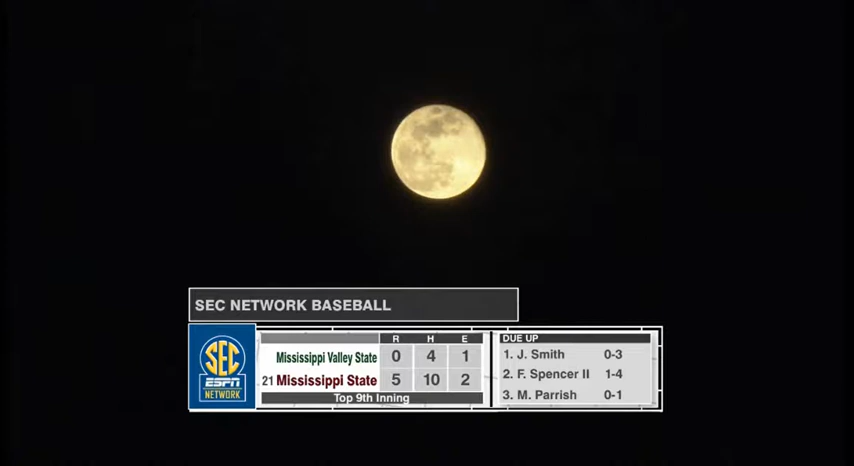 SEC NETWORK BASEBALL
SEC
ESPN
NETWORK
R H E
Mississippi Valley State 0 4 1
21 Mississippi State 5 10 2
Top 9th Inning
DUE UP
1. J. Smith 0-3
2. F. Spencer II 1-4
3. M. Parrish 0-1